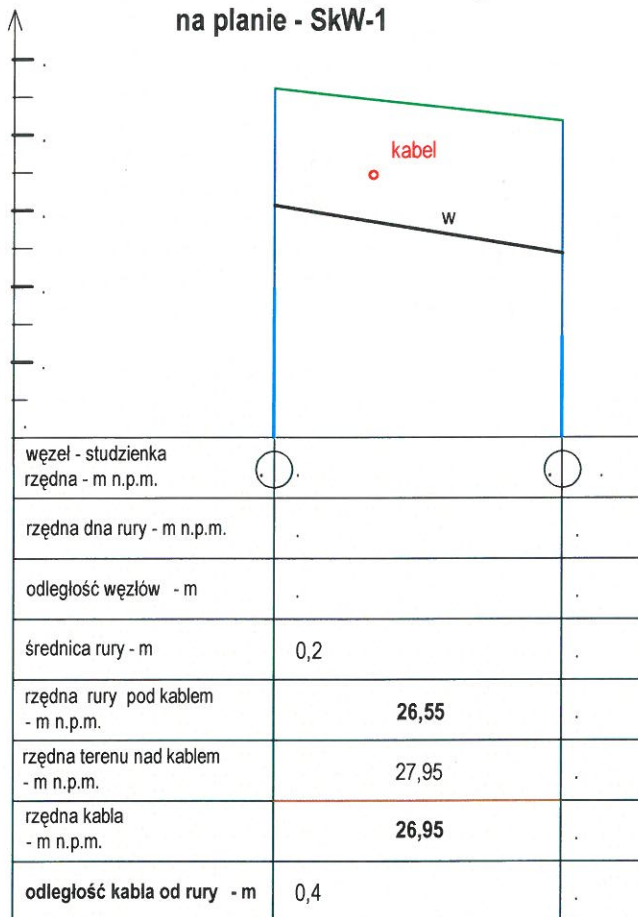 na planie - SkW-1
kabel
w
węzeł - studzienka
rzędna - m n.p.m.
rzędna dna rury - m n.p.m.
odległość węzłów - m
średnica rury - m
0,2
rzędna rury pod kablem
- m n.p.m.
26,55
rzędna terenu nad kablem
- m n.p.m.
27,95
rzędna kabla
- m n.p.m.
26,95
odległość kabla od rury - m
0,4